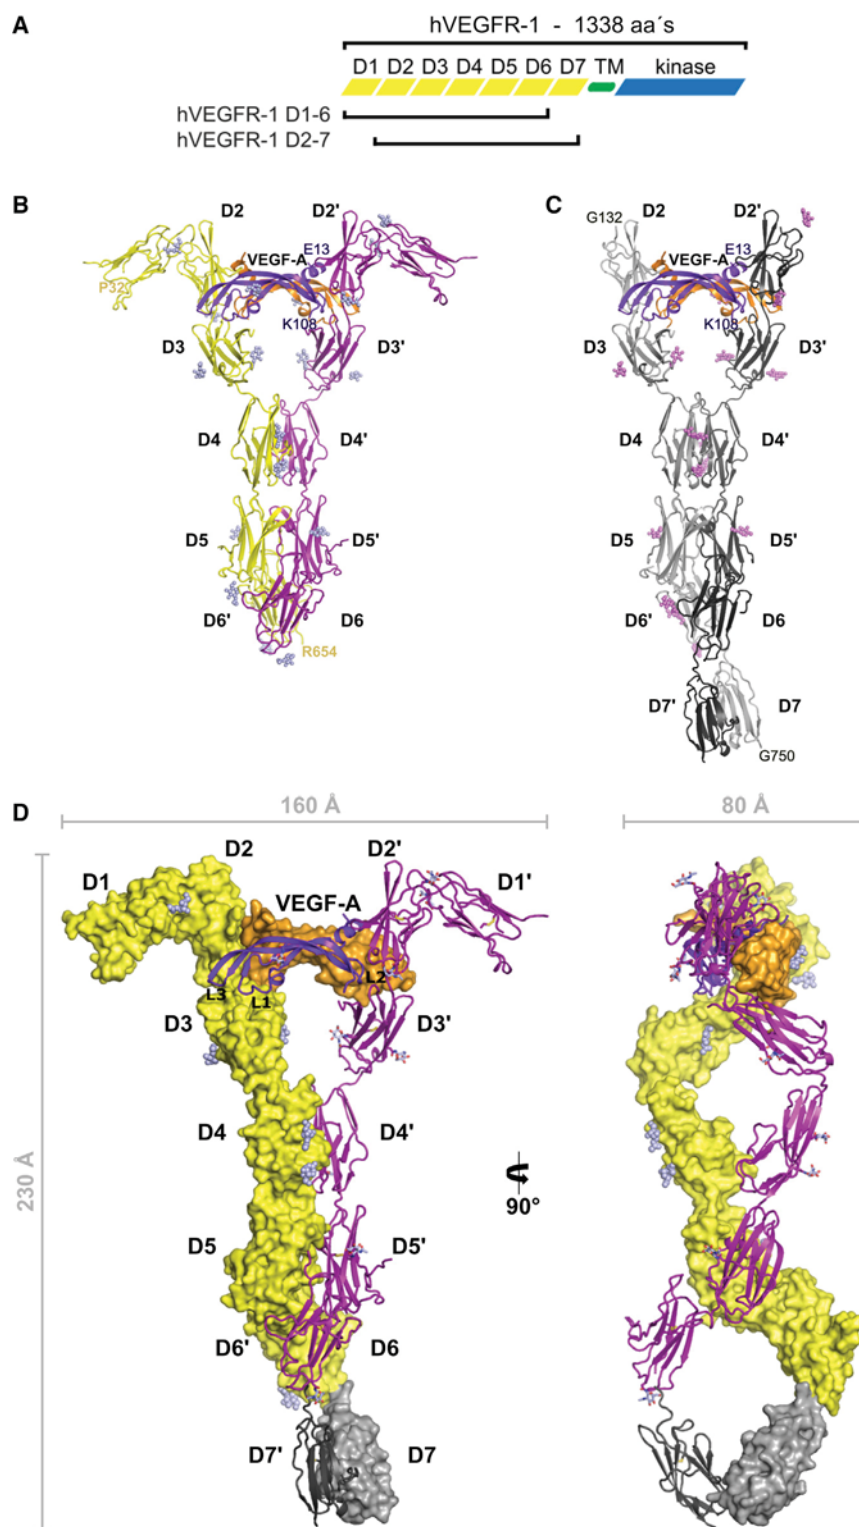 A
hVEGFR-1 - 1338 aa´s
D1 D2 D3 D4 D5 D6 D7 TM kinase
hVEGFR-1 D1-6
hVEGFR-1 D2-7
B
D2 D2'
VEGF-A E13
P32
K108
D3 D3'
D4 D4'
D5 D5'
D6' D6
R654
C
G132 D2 D2'
VEGF-A E13
K108
D3 D3'
D4 D4'
D5 D5'
D6' D6
D7' D7
G750
D
160 Å 80 Å
230 Å
D1 D2 D2' D1'
VEGF-A
L3 L1 L2
D3 D3'
D4 D4'
90°
D5 D5'
D6' D6
D7' D7